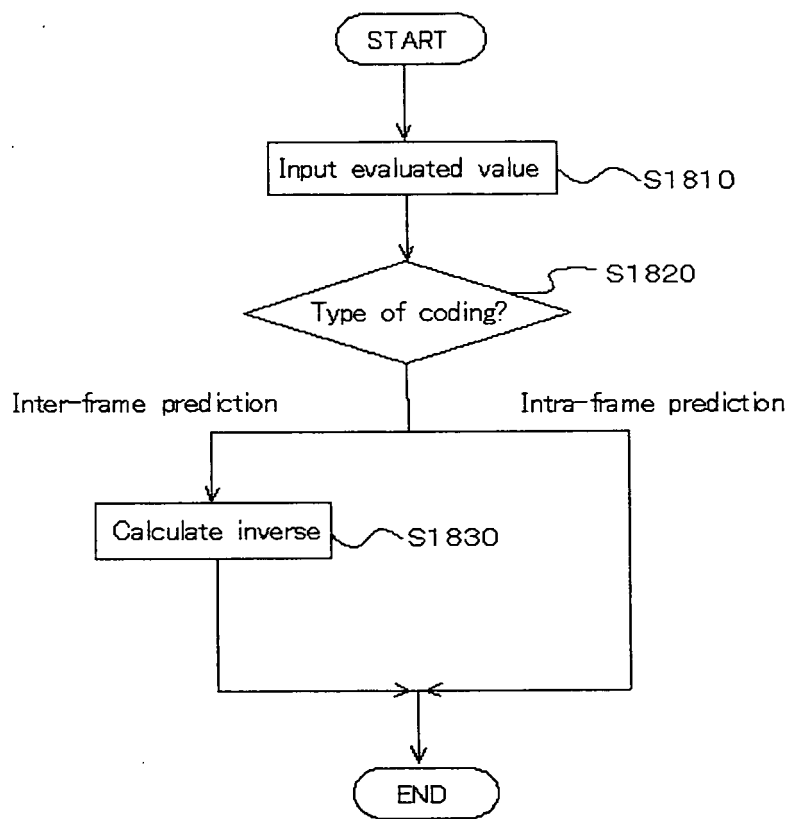 START
Input evaluated value
S1810
S1820
Type of coding?
Inter-frame prediction
Intra-frame prediction
Calculate inverse
S1830
END